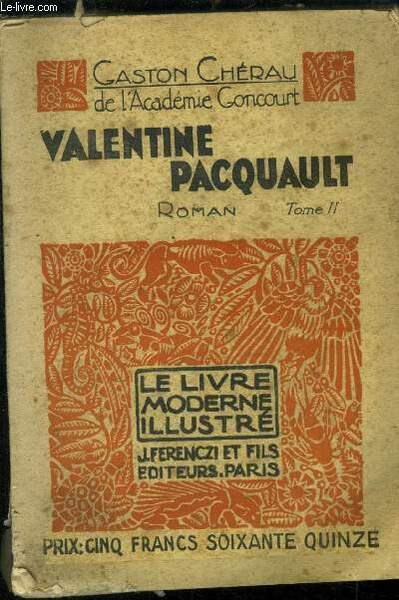 Le-livre.com
GASTON CHÉRAU
de l'Académie Goncourt
VALENTINE
PACQUAULT
ROMAN Tome II
LE LIVRE
MODERNE
ILLUSTRÉ
J.FERENCZI ET FILS
EDITEURS.PARIS
PRIX: CINQ FRANCS SOIXANTE QUINZE